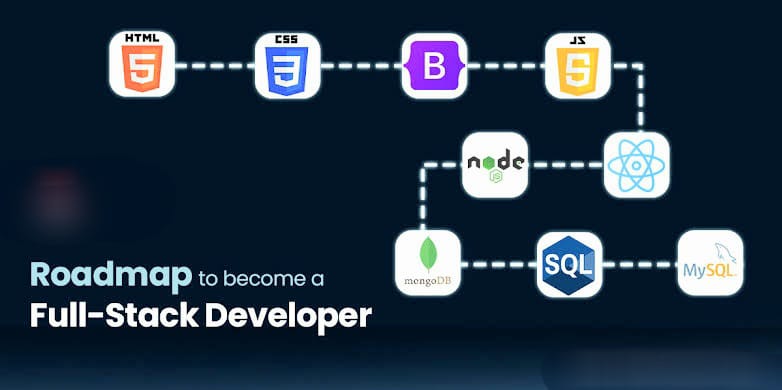 HTML
5
CSS
3
B
JS
5
node
JS
mongoDB
SQL
MySQL
Roadmap to become a
Full-Stack Developer